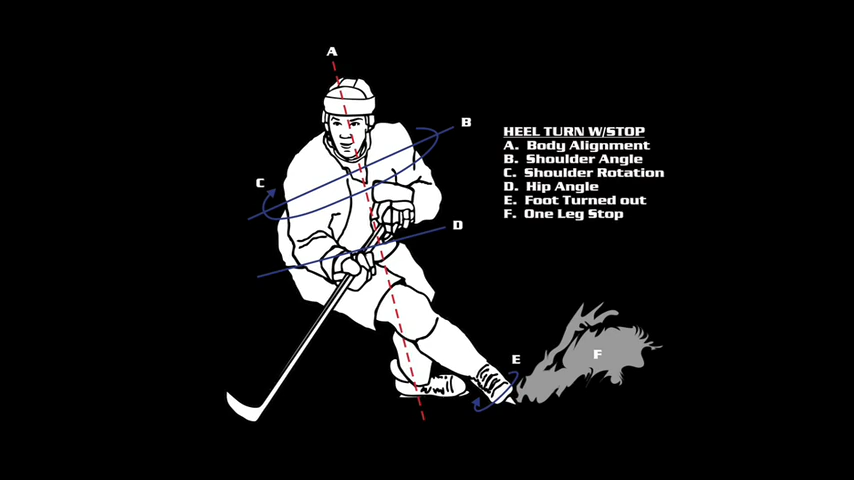 A
B
HEEL TURN W/STOP
A. Body Alignment
B. Shoulder Angle
C. Shoulder Rotation
D. Hip Angle
E. Foot Turned out
F. One Leg Stop
C
D
E
F